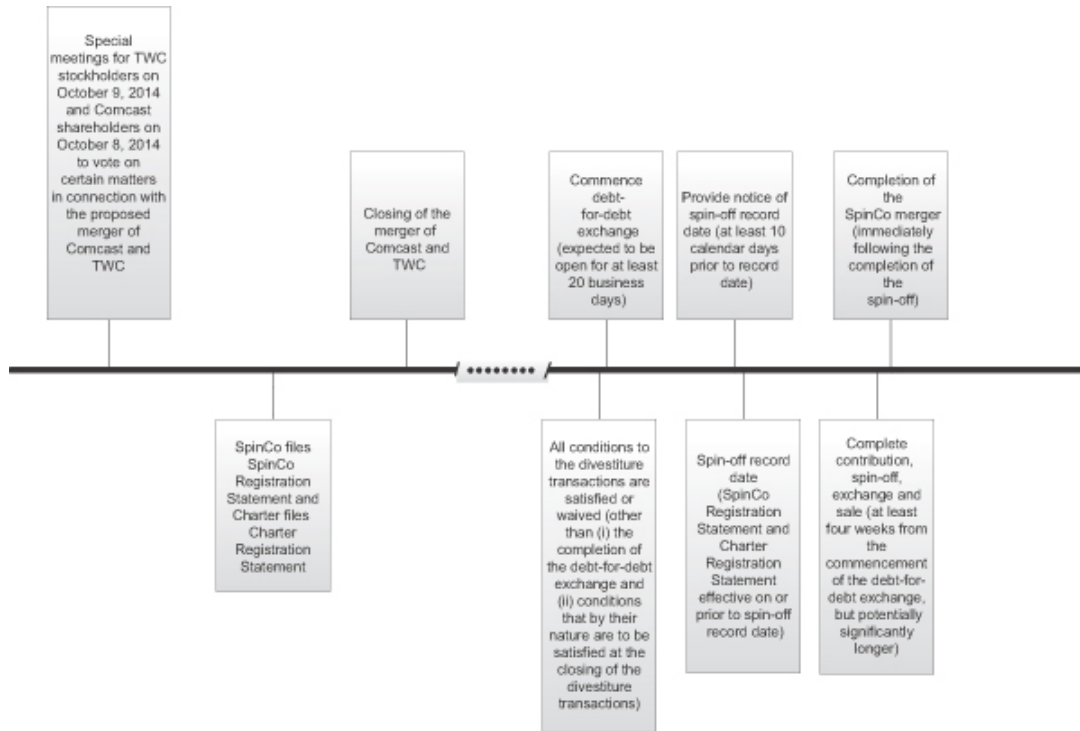 Special
meetings for TWC
stockholders on
October 9, 2014
and Comcast
shareholders on
October 8, 2014
to vote on
certain matters
in connection with
the proposed
merger of
Comcast and
TWC
SpinCo files
SpinCo
Registration
Statement and
Charter files
Charter
Registration
Statement
Closing of the
merger of
Comcast and
TWC
Commence
debt-
for-debt
exchange
(expected to be
open for at least
20 business
days)
All conditions to
the divestiture
transactions are
satisfied or
waived (other
than (i) the
completion of
the debt-for-debt
exchange and
(ii) conditions
that by their
nature are to be
satisfied at the
closing of the
divestiture
transactions)
Provide notice of
spin-off record
date (at least 10
calendar days
prior to record
date)
Spin-off record
date
(SpinCo
Registration
Statement and
Charter
Registration
Statement
effective on or
prior to spin-off
record date)
Completion of
the
SpinCo merger
(immediately
following the
completion of
the
spin-off)
Complete
contribution,
spin-off,
exchange and
sale (at least
four weeks from
the
commencement
of the debt-for-
debt exchange,
but potentially
significantly
longer)